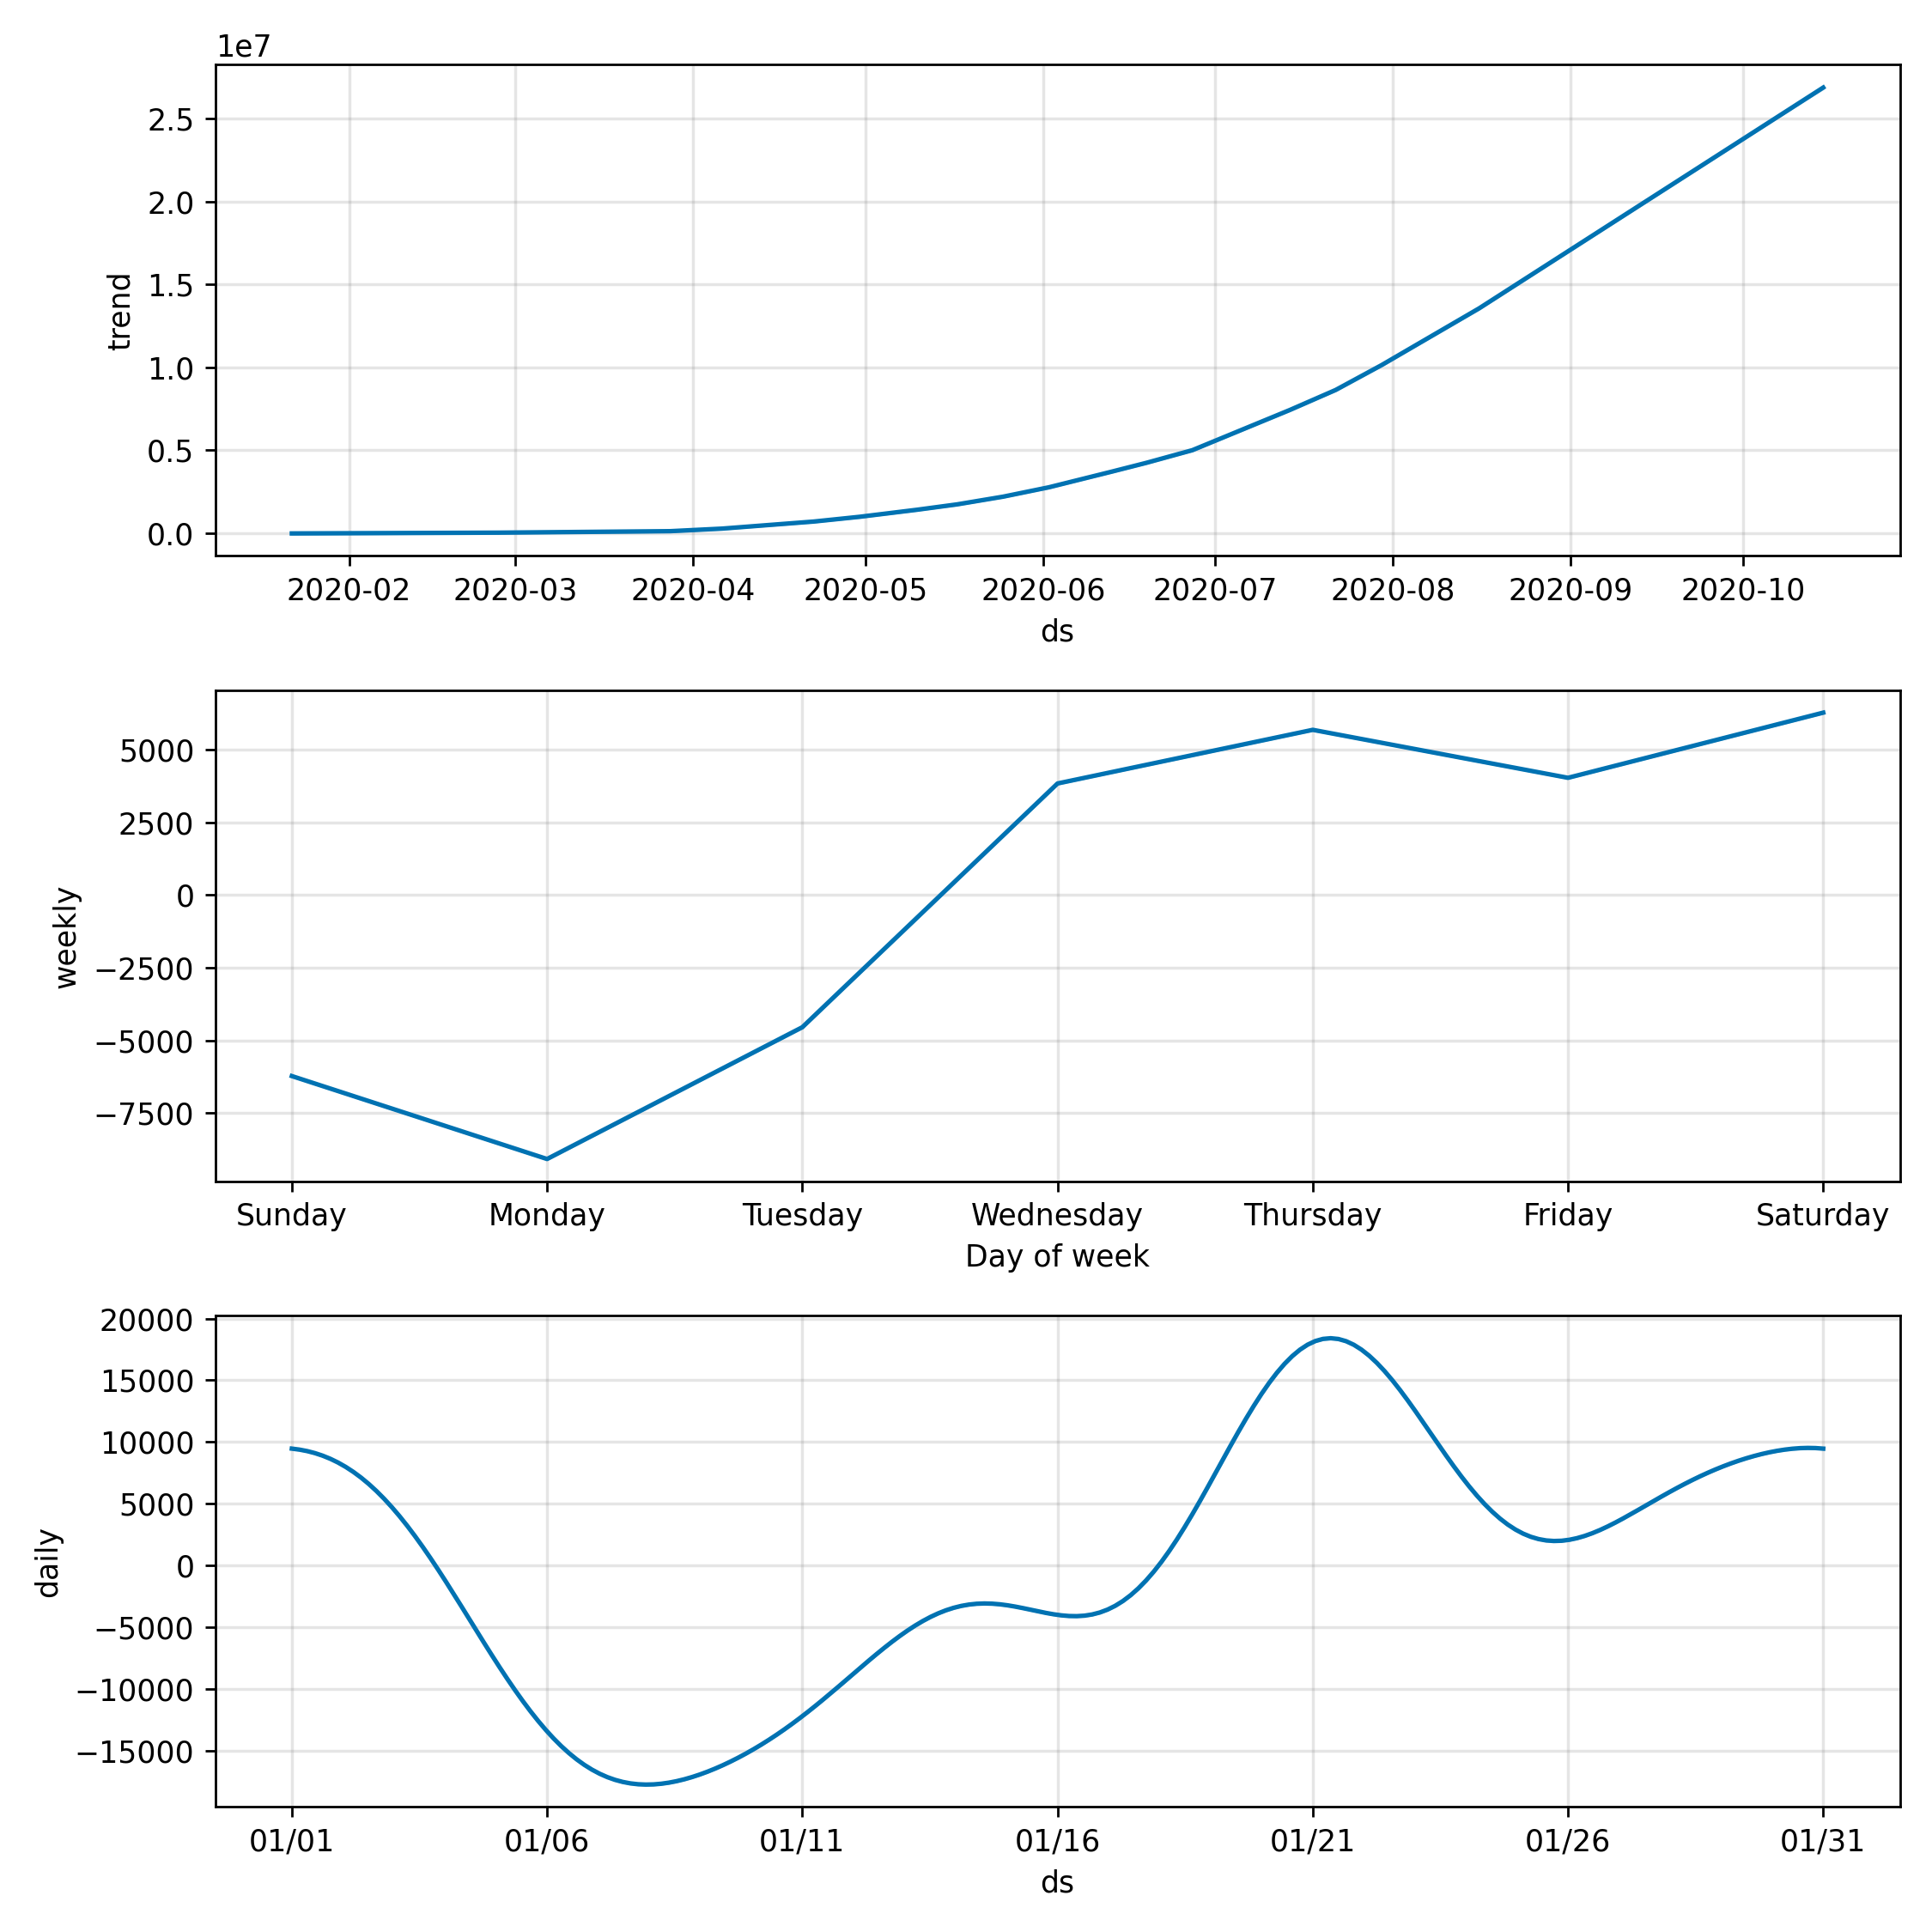 1e7
2.5
2.0
1.5
1.0
0.5
0.0
trend
2020-02 2020-03 2020-04 2020-05 2020-06 2020-07 2020-08 2020-09 2020-10
ds
5000
2500
0
−2500
−5000
−7500
weekly
Sunday Monday Tuesday Wednesday Thursday Friday Saturday
Day of week
20000
15000
10000
5000
0
−5000
−10000
−15000
daily
01/01 01/06 01/11 01/16 01/21 01/26 01/31
ds